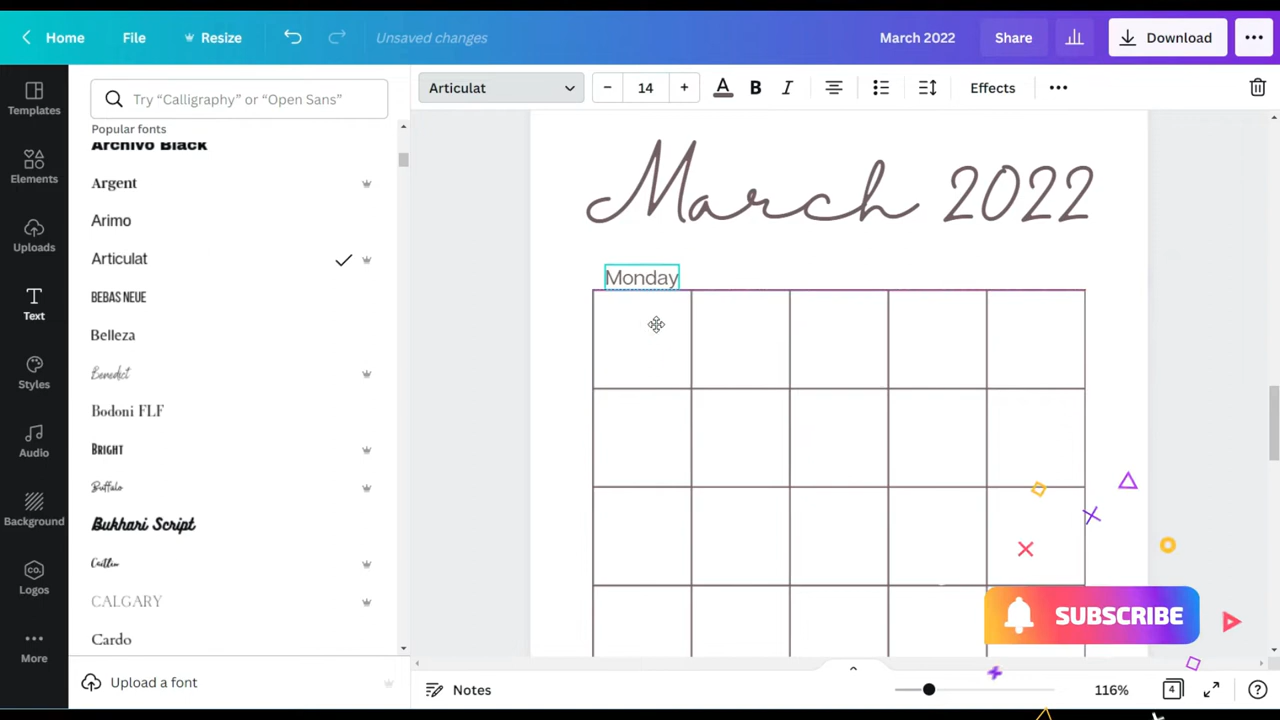 Home
File
Resize
Unsaved changes
March 2022
Share
Download
Templates
Elements
Uploads
Text
Styles
Audio
Background
co.
Logos
More
Try “Calligraphy” or “Open Sans”
Popular fonts
Archivo Black
Argent
Arimo
Articulat
BEBAS NEUE
Belleza
Benedict
Bodoni FLF
BRIGHT
Buffalo
Bukhari Script
Caitlin
CALGARY
Cardo
Upload a font
Articulat
14
A
B
I
Effects
March 2022
Monday
SUBSCRIBE
Notes
116%
4
?